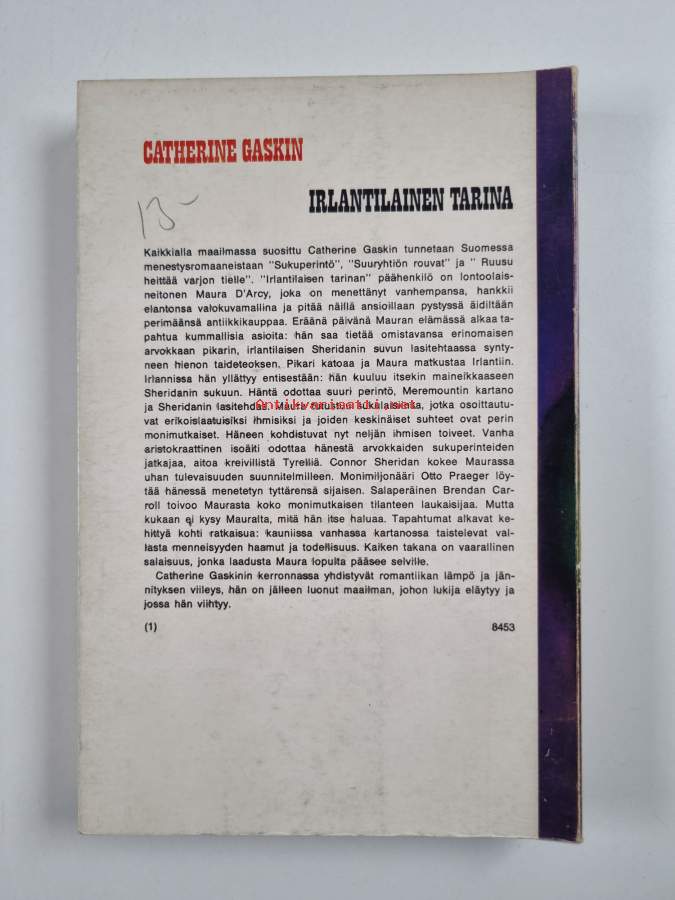 CATHERINE GASKIN
13-
IRLANTILAINEN TARINA
Kaikkialla maailmassa suosittu Catherine Gaskin tunnetaan Suomessa
menestysromaaneistaan "Sukuperintö", "Suuryhtiön rouvat" ja " Ruusu
heittää varjon tielle". "Irlantilaisen tarinan" päähenkilö on lontoolais-
neitonen Maura D'Arcy, joka on menettänyt vanhempansa, hankkii
elantonsa valokuvamallina ja pitää näillä ansioillaan pystyssä äidiltään
perimäänsä antiikkikauppaa. Eräänä päivänä Mauran elämässä alkaa ta-
pahtua kummallisia asioita: hän saa tietää omistavansa erinomaisen
arvokkaan pikarin, irlantilaisen Sheridanin suvun lasitehtaassa synty-
neen hienon taideteoksen. Pikari katoaa ja Maura matkustaa Irlantiin.
Irlannissa hän yllättyy entisestään: hän kuuluu itsekin maineikkaaseen
Sheridanin sukuun. Häntä odottaa suuri perintö, Meremountin kartano
ja Sheridanin lasitehdas. Maura tutustuu sukulaisiinsa, jotka osoittautu-
Antikvariaatti.net
vat erikoislaatuisiksi ihmisiksi ja joiden keskinäiset suhteet ovat perin
monimutkaiset. Häneen kohdistuvat nyt neljän ihmisen toiveet. Vanha
aristokraattinen isoäiti odottaa hänestä arvokkaiden sukuperinteiden
jatkajaa, aitoa kreivillistä Tyrelliä. Connor Sheridan kokee Maurassa
uhan tulevaisuuden suunnitelmilleen. Monimiljonääri Otto Praeger löy-
tää hänessä menetetyn tyttärensä sijaisen. Salaperäinen Brendan Car-
roll toivoo Maurasta koko monimutkaisen tilanteen laukaisijaa. Mutta
kukaan ei kysy Mauralta, mitä hän itse haluaa. Tapahtumat alkavat ke-
hittyä kohti ratkaisua: kauniissa vanhassa kartanossa taistelevat val-
lasta menneisyyden haamut ja todellisuus. Kaiken takana on vaarallinen
salaisuus, jonka laadusta Maura lopulta pääsee selville.
Catherine Gaskinin kerronnassa yhdistyvät romantiikan lämpö ja jän-
nityksen viileys, hän on jälleen luonut maailman, johon lukija eläytyy ja
jossa hän viihtyy.
(1) 8453